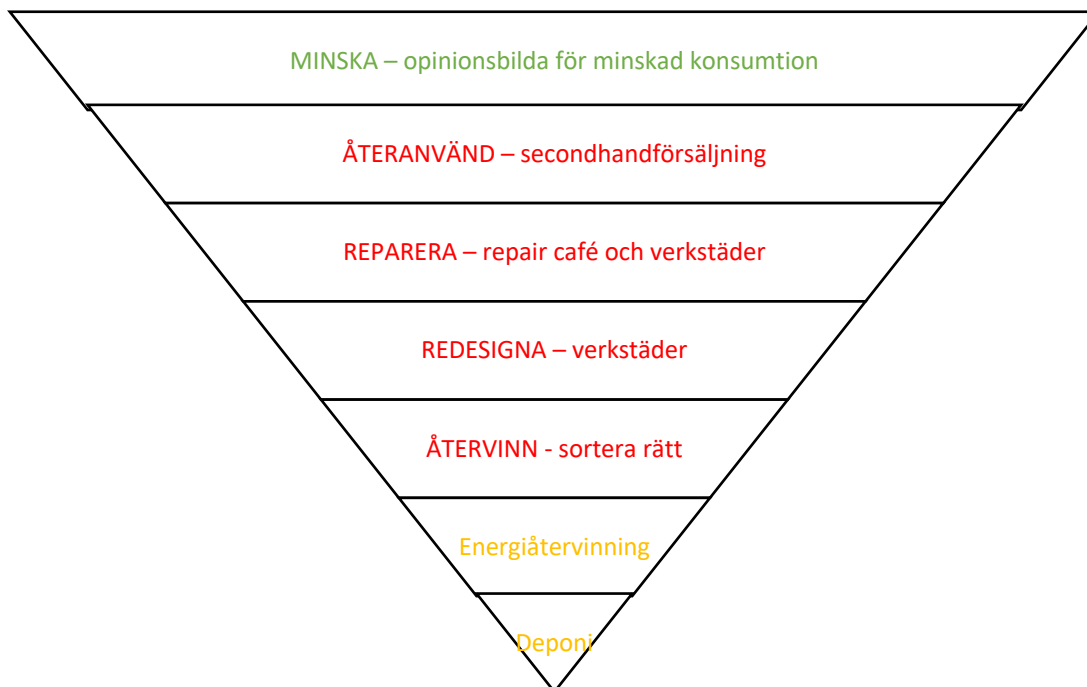 MINSKA – opinionsbilda för minskad konsumtion
ÅTERANVÄND – secondhandförsäljning
REPARERA – repair café och verkstäder
REDESIGNA – verkstäder
ÅTERVINN - sortera rätt
Energiåtervinning
Deponi